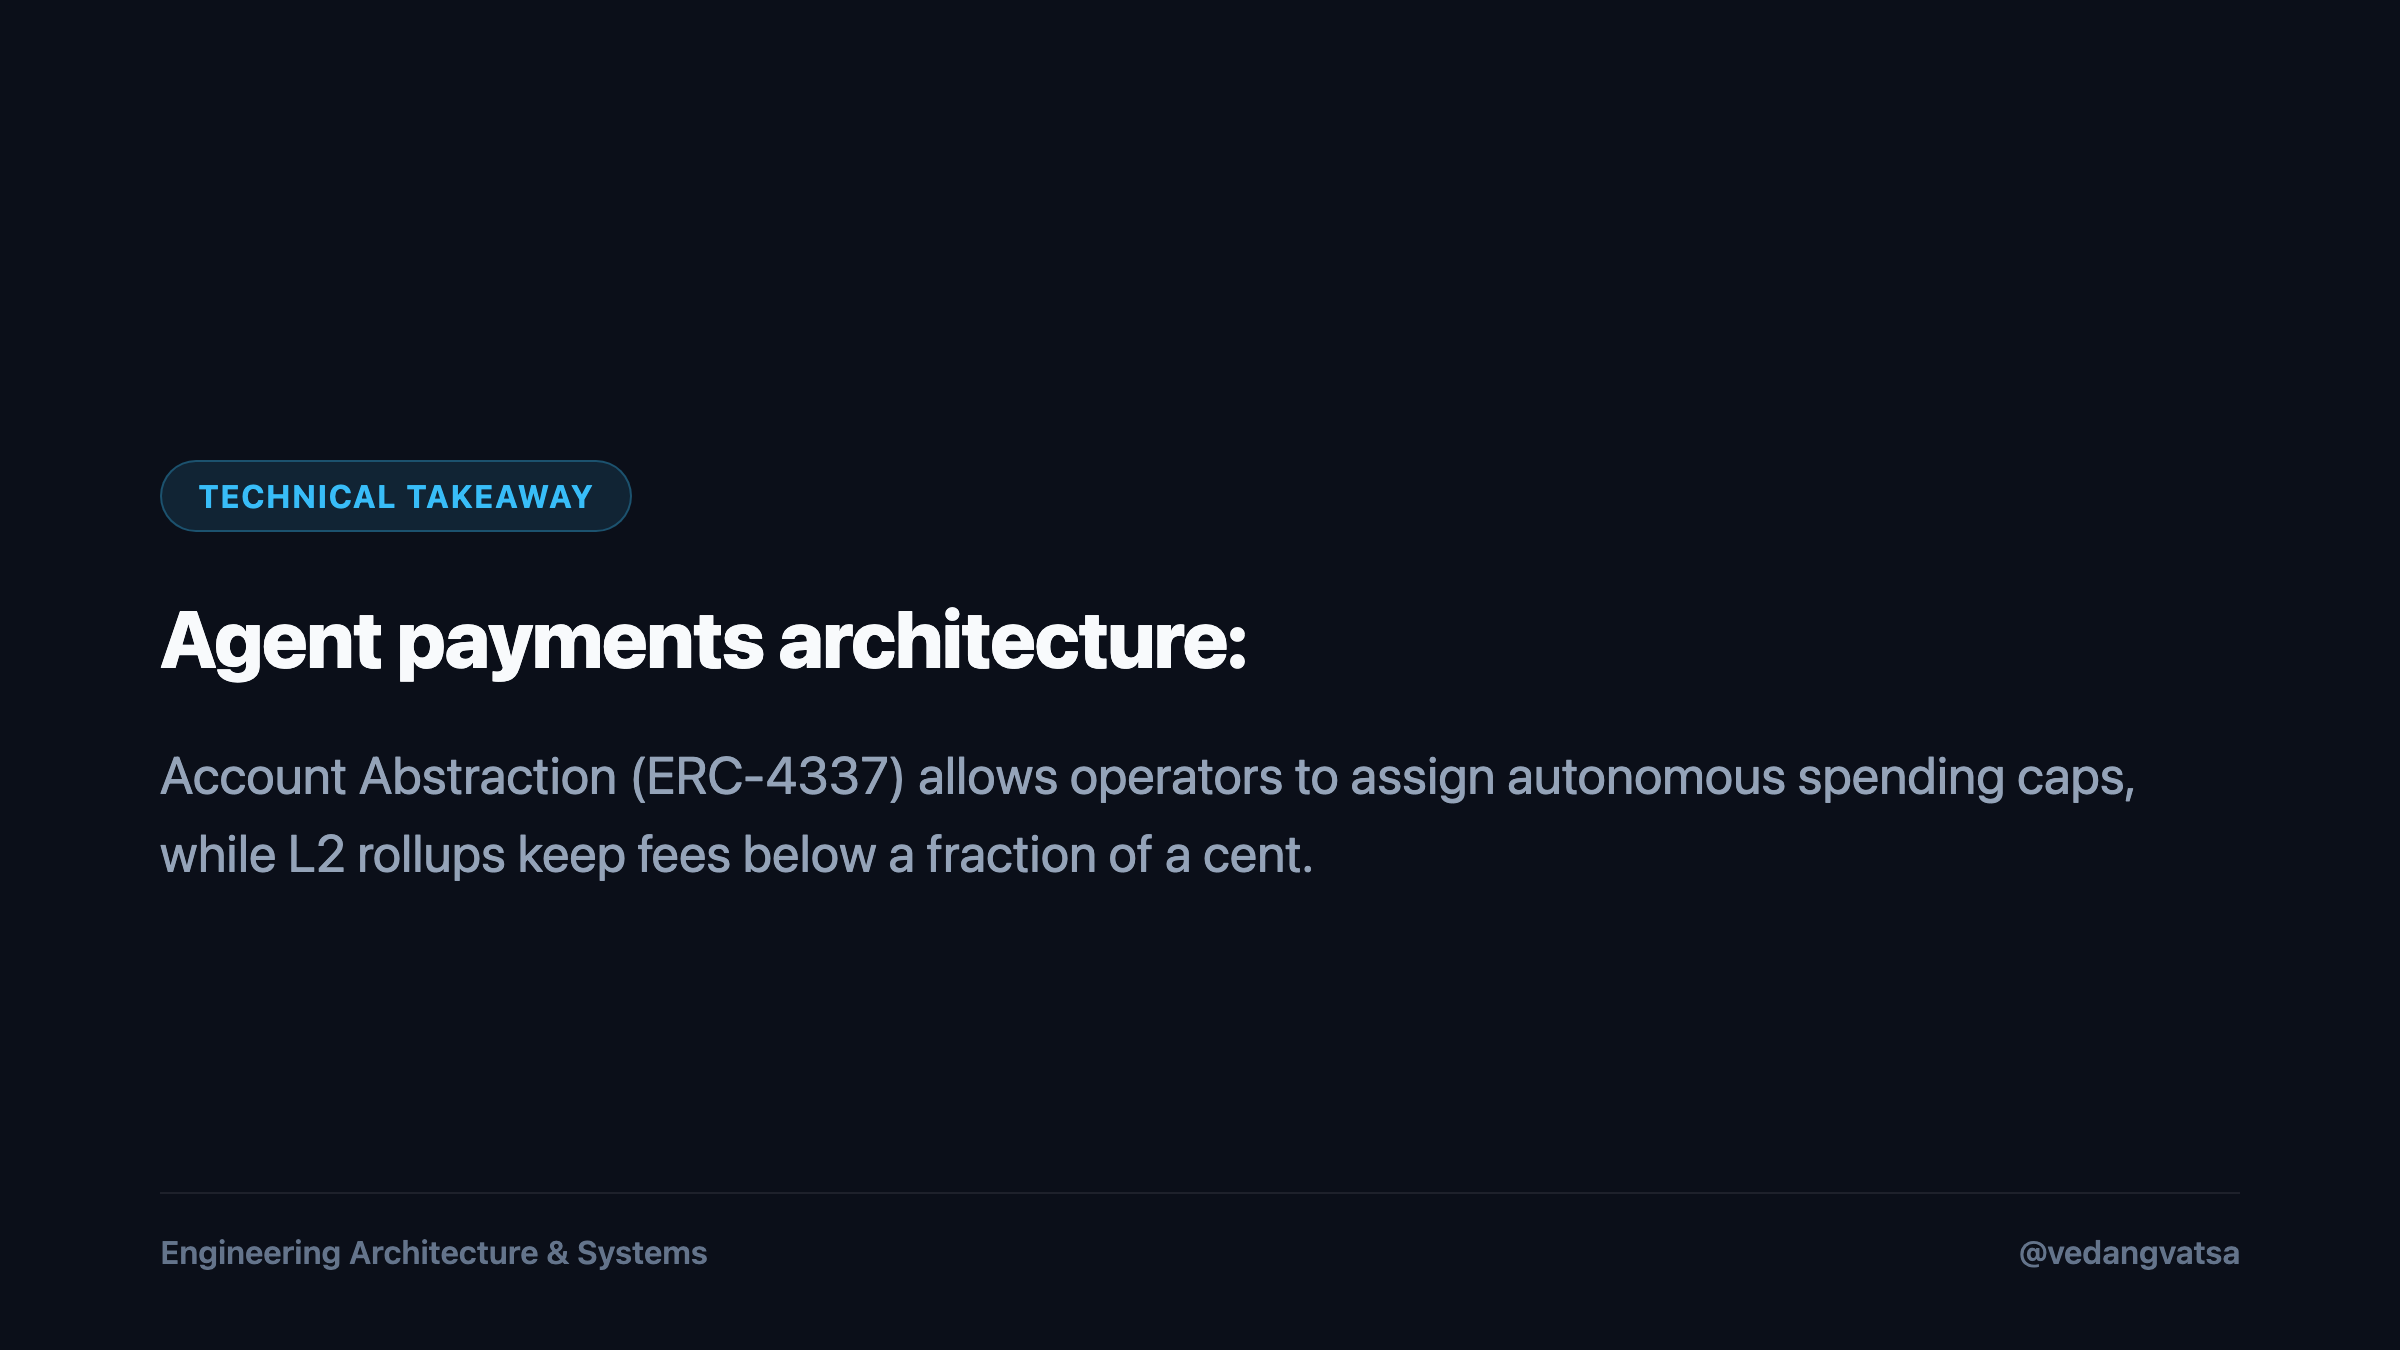 TECHNICAL TAKEAWAY
Agent payments architecture:
Account Abstraction (ERC-4337) allows operators to assign autonomous spending caps,
while L2 rollups keep fees below a fraction of a cent.
Engineering Architecture & Systems
@vedangvatsa